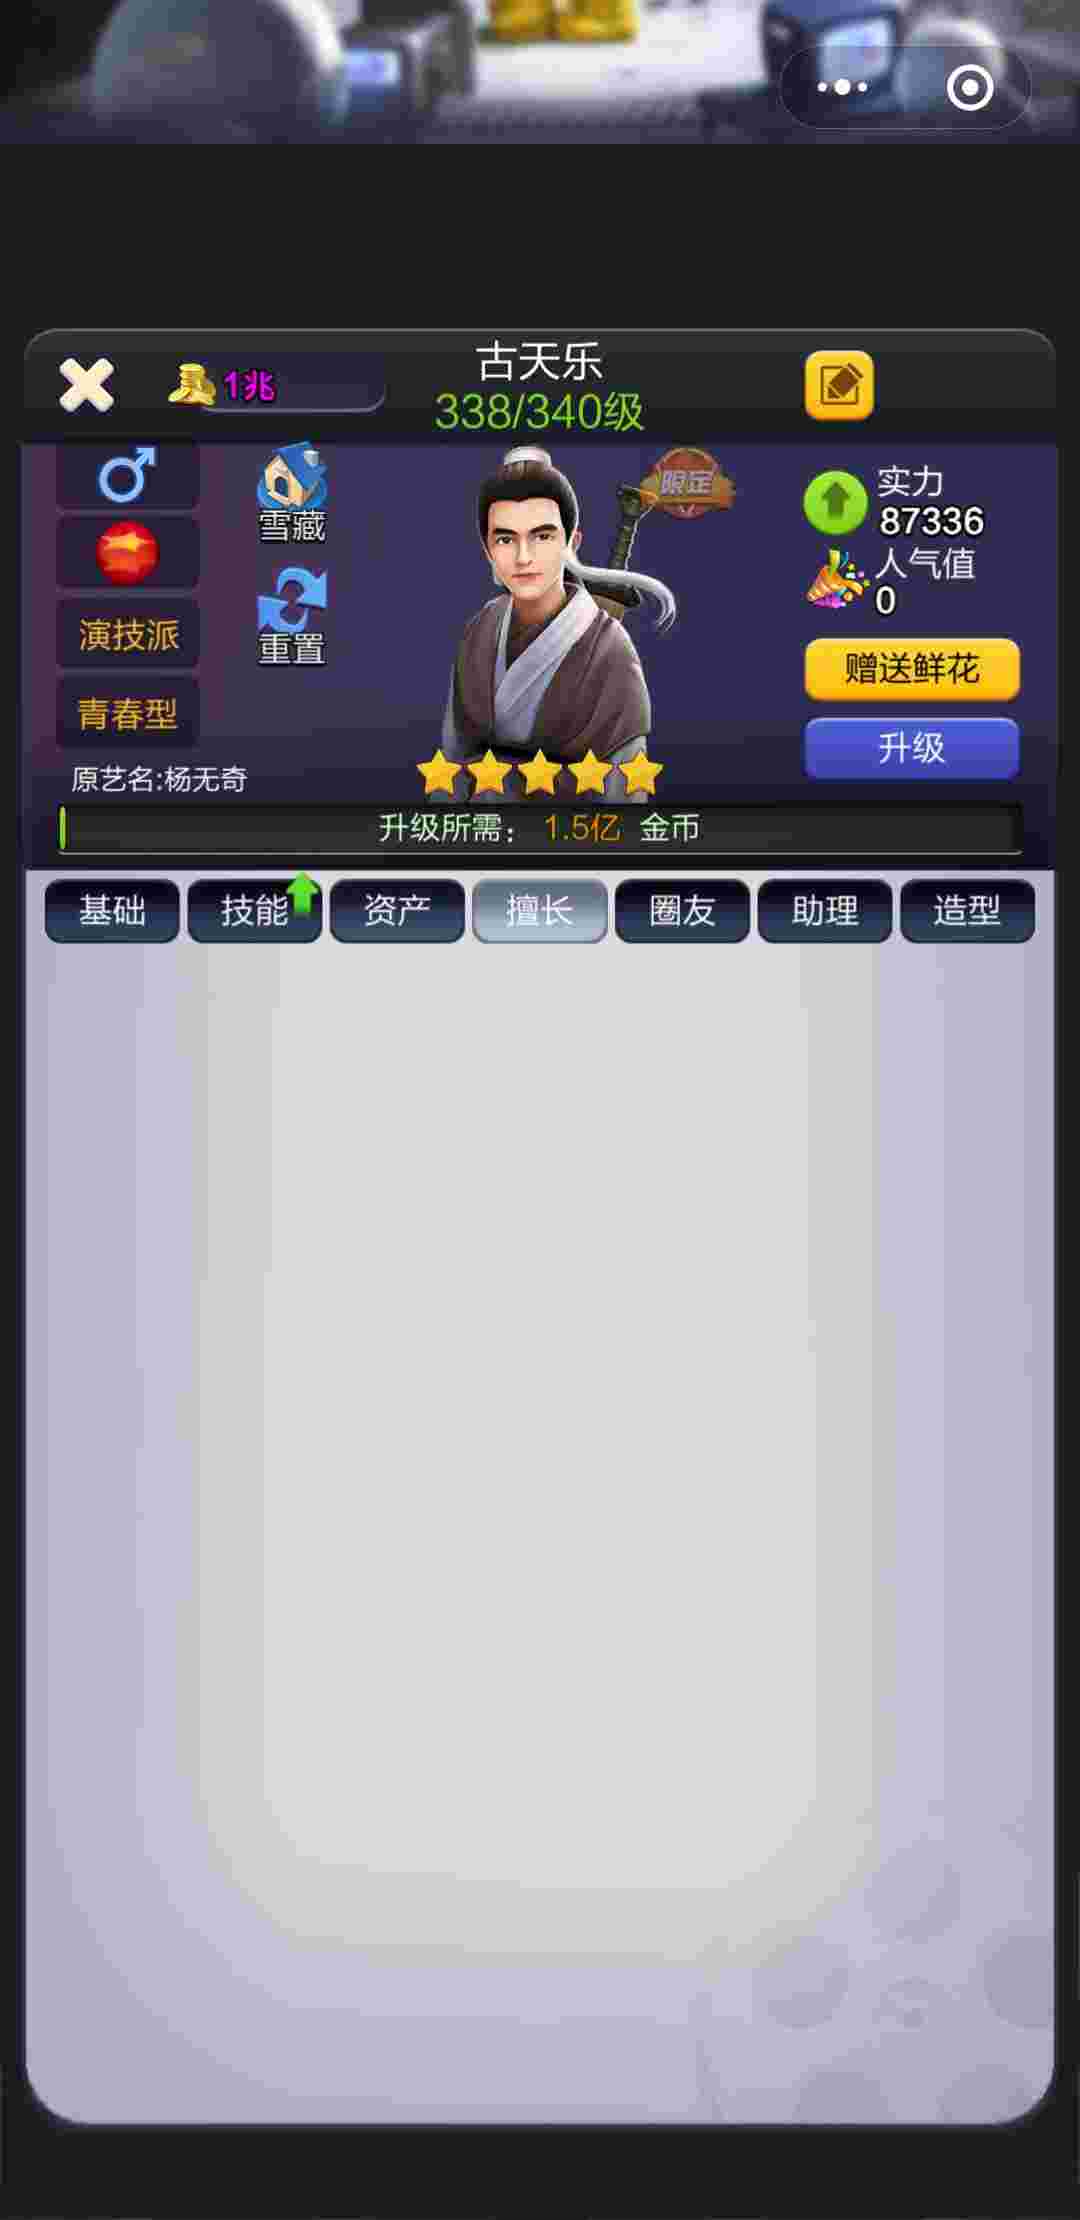 古天乐
1兆
338/340级
雪藏
限定
实力
87336
人气值
0
演技派
重置
赠送鲜花
青春型
升级
原艺名:杨无奇
升级所需： 1.5亿 金币
基础 技能 资产 擅长 圈友 助理 造型